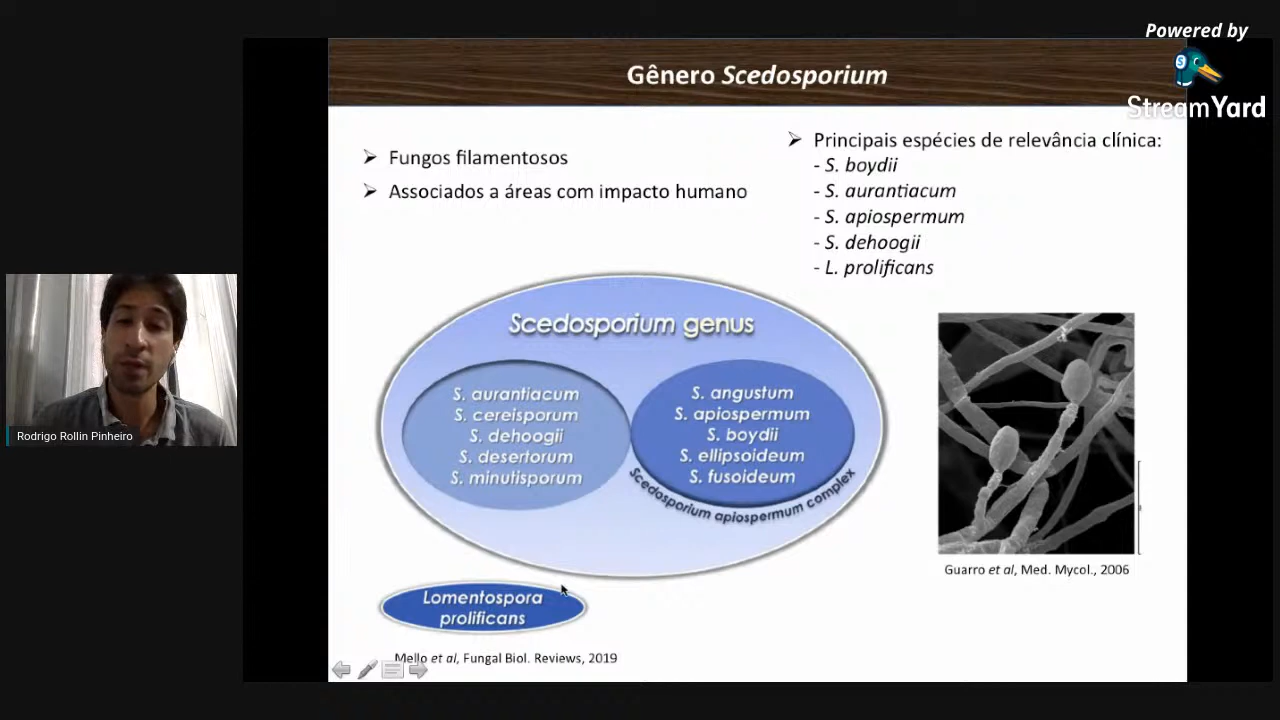 Powered by
StreamYard
Gênero Scedosporium
Fungos filamentosos
Associados a áreas com impacto humano
Principais espécies de relevância clínica:
- S. boydii
- S. aurantiacum
- S. apiospermum
- S. dehoogii
- L. prolificans
Scedosporium genus
S. aurantiacum
S. cereisporum
S. dehoogii
S. desertorum
S. minutisporum
S. angustum
S. apiospermum
S. boydii
S. ellipsoideum
S. fusoideum
Scedosporium apiospermum complex
Lomentospora
prolificans
Mello et al, Fungal Biol. Reviews, 2019
Guarro et al, Med. Mycol., 2006
Rodrigo Rollin Pinheiro